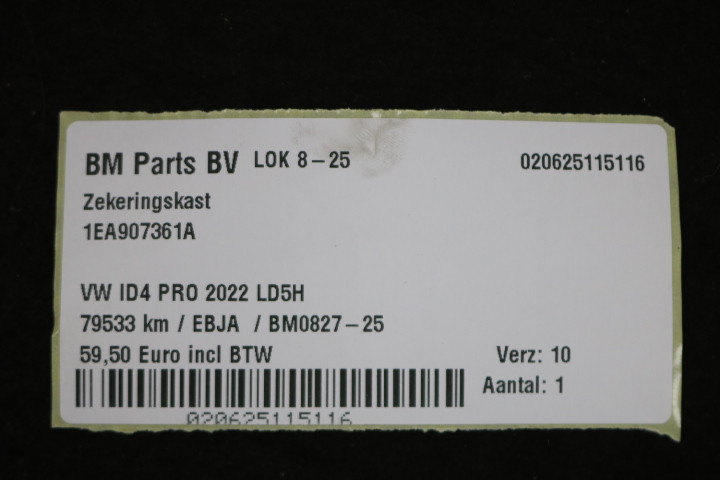 BM Parts BV LOK 8-25 020625115116
Zekeringskast
1EA907361A
VW ID4 PRO 2022 LD5H
79533 km / EBJA / BM0827-25
59,50 Euro incl BTW Verz: 10
Aantal: 1
020625115116